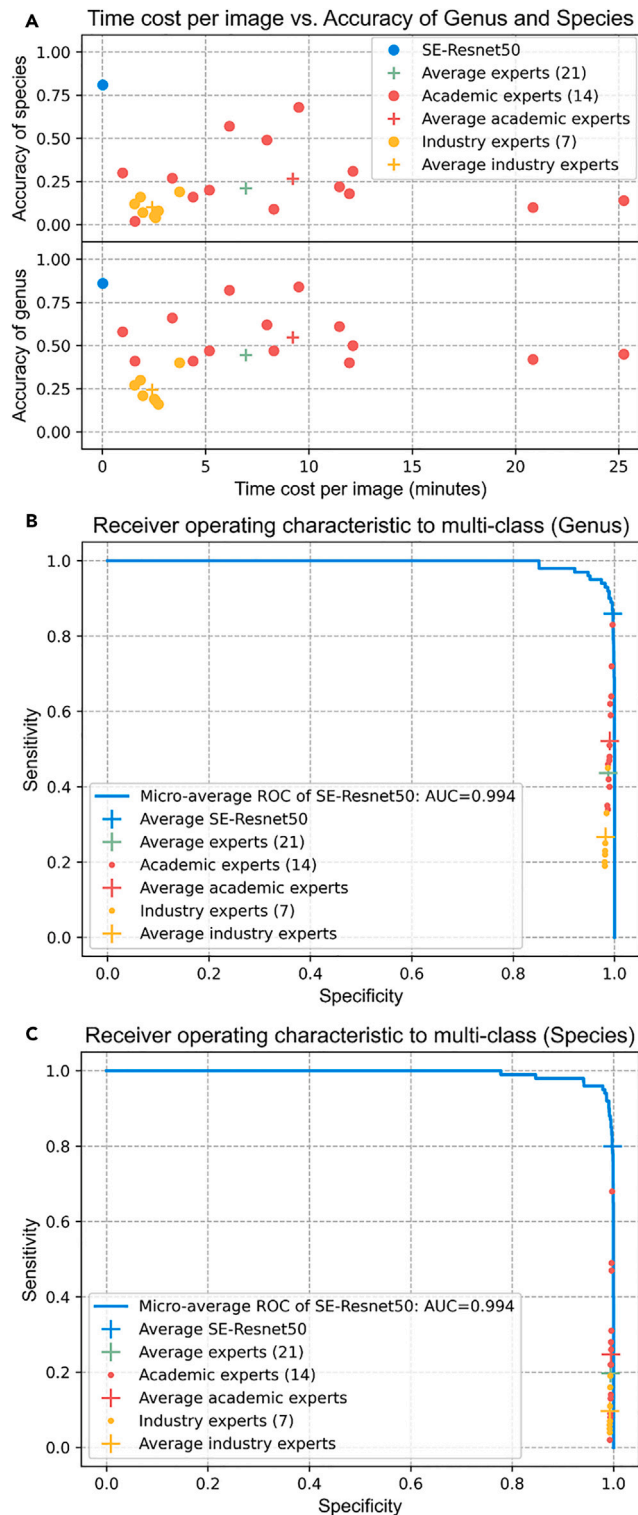 A
Time cost per image vs. Accuracy of Genus and Species
Accuracy of species
1.00
0.75
0.50
0.25
0.00
SE-Resnet50
Average experts (21)
Academic experts (14)
Average academic experts
Industry experts (7)
Average industry experts
Accuracy of genus
1.00
0.75
0.50
0.25
0.00
0 5 10 15 20 25
Time cost per image (minutes)
B
Receiver operating characteristic to multi-class (Genus)
Sensitivity
1.0
0.8
0.6
0.4
0.2
0.0
Micro-average ROC of SE-Resnet50: AUC=0.994
Average SE-Resnet50
Average experts (21)
Academic experts (14)
Average academic experts
Industry experts (7)
Average industry experts
0.0 0.2 0.4 0.6 0.8 1.0
Specificity
C
Receiver operating characteristic to multi-class (Species)
Sensitivity
1.0
0.8
0.6
0.4
0.2
0.0
Micro-average ROC of SE-Resnet50: AUC=0.994
Average SE-Resnet50
Average experts (21)
Academic experts (14)
Average academic experts
Industry experts (7)
Average industry experts
0.0 0.2 0.4 0.6 0.8 1.0
Specificity